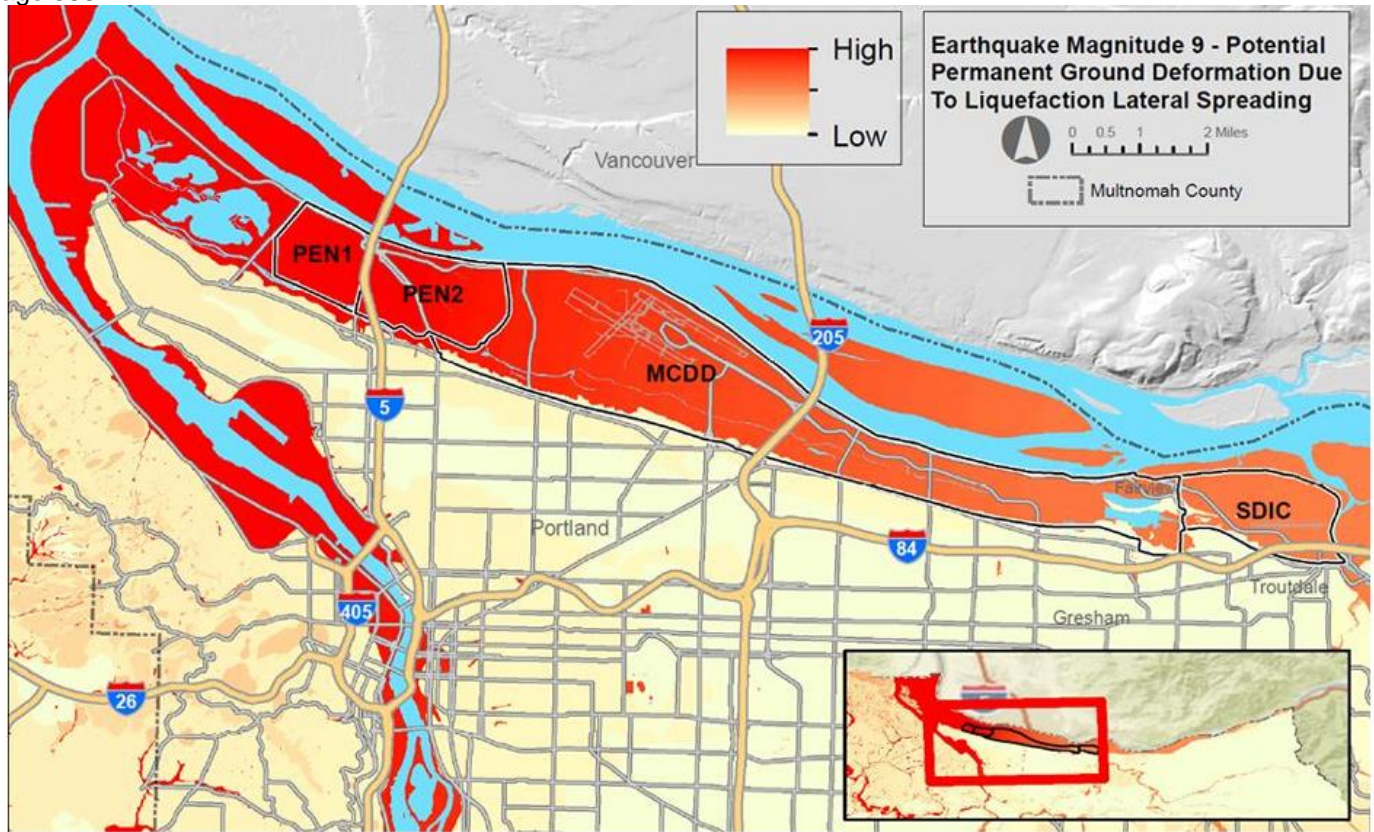 High
Low
Earthquake Magnitude 9 - Potential
Permanent Ground Deformation Due
To Liquefaction Lateral Spreading
0 0.5 1 2 Miles
Multnomah County
Vancouver
PEN1
PEN2
MCDD
205
5
Fairview
SDIC
Portland
84
Troutdale
405
Gresham
26